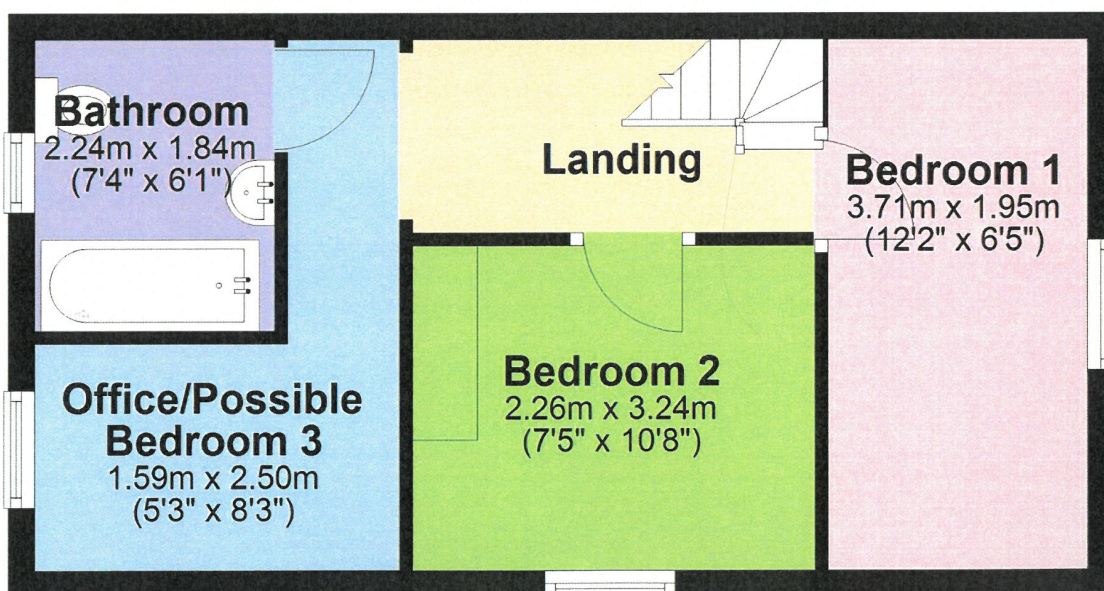 Bathroom
2.24m x 1.84m
(7'4" x 6'1")
Landing
Bedroom 1
3.71m x 1.95m
(12'2" x 6'5")
Bedroom 2
2.26m x 3.24m
(7'5" x 10'8")
Office/Possible
Bedroom 3
1.59m x 2.50m
(5'3" x 8'3")